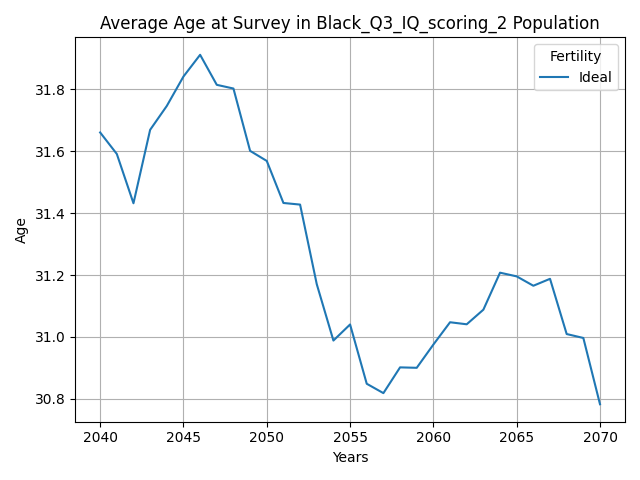 Average Age at Survey in Black_Q3_IQ_scoring_2 Population
Fertility
Ideal
Age
31.8
31.6
31.4
31.2
31.0
30.8
2040 2045 2050 2055 2060 2065 2070
Years